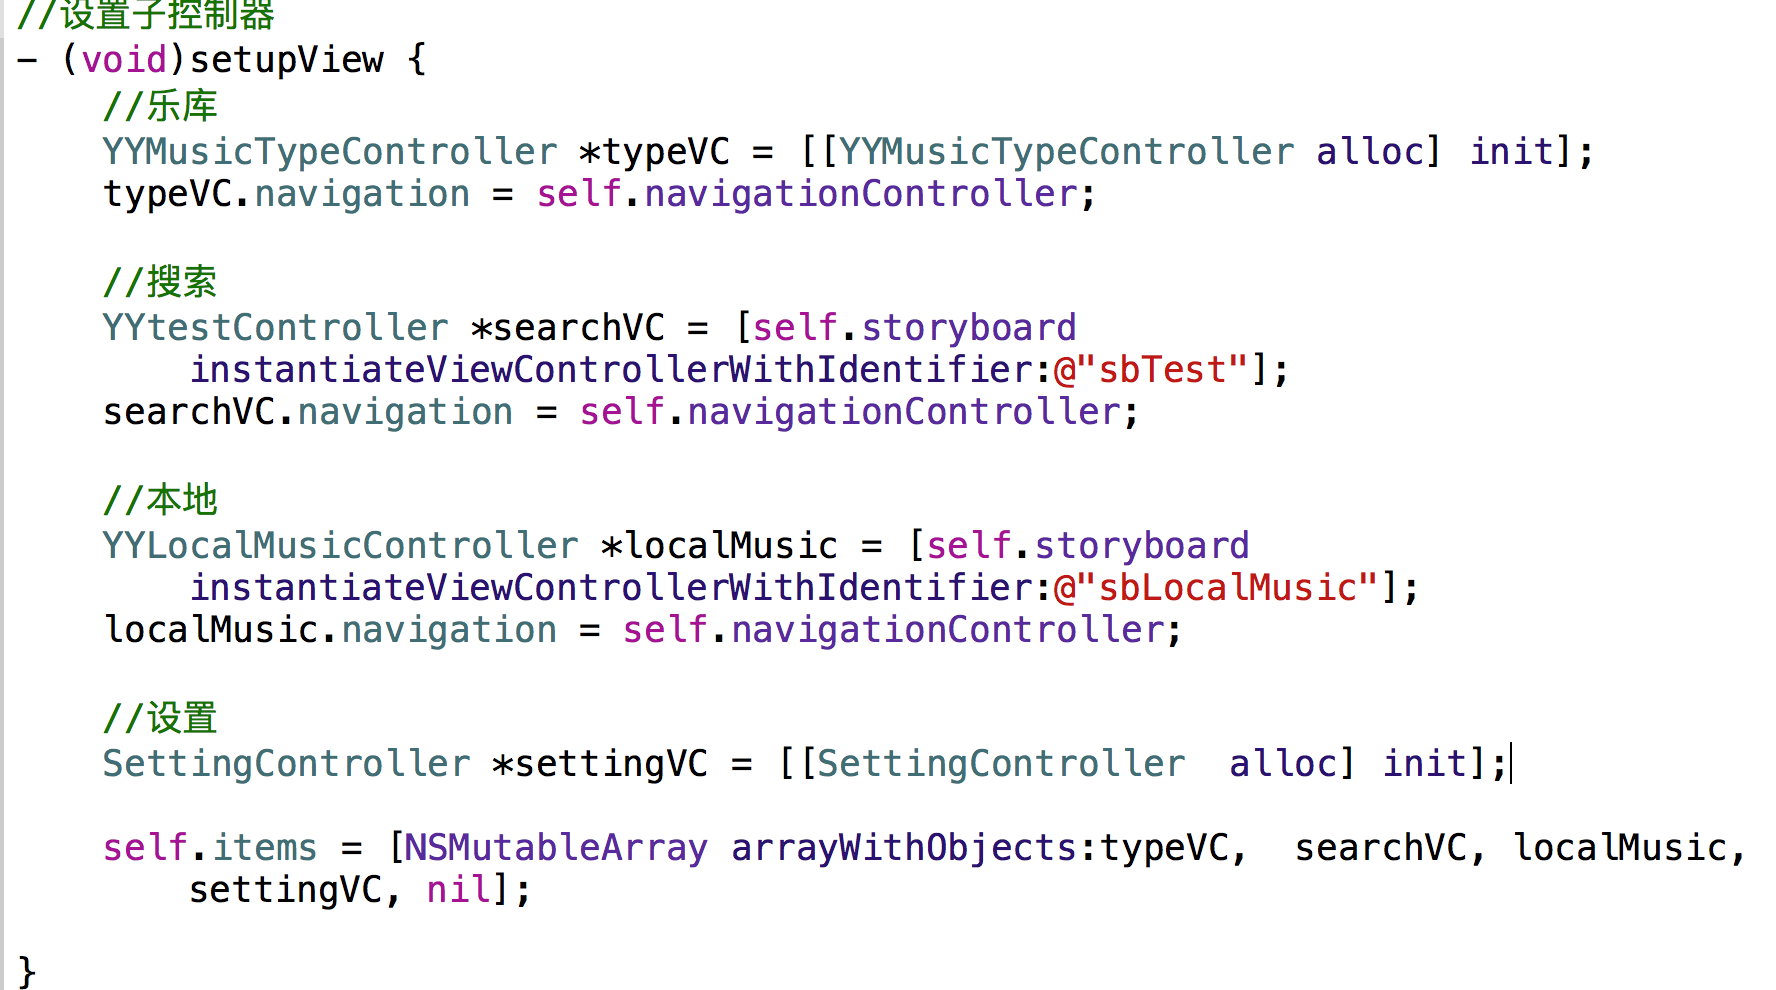 //设置子控制器
- (void)setupView {
    //乐库
    YYMusicTypeController *typeVC = [[YYMusicTypeController alloc] init];
    typeVC.navigation = self.navigationController;

    //搜索
    YYtestController *searchVC = [self.storyboard
        instantiateViewControllerWithIdentifier:@"sbTest"];
    searchVC.navigation = self.navigationController;

    //本地
    YYLocalMusicController *localMusic = [self.storyboard
        instantiateViewControllerWithIdentifier:@"sbLocalMusic"];
    localMusic.navigation = self.navigationController;

    //设置
    SettingController *settingVC = [[SettingController  alloc] init];

    self.items = [NSMutableArray arrayWithObjects:typeVC,  searchVC, localMusic,
        settingVC, nil];

}